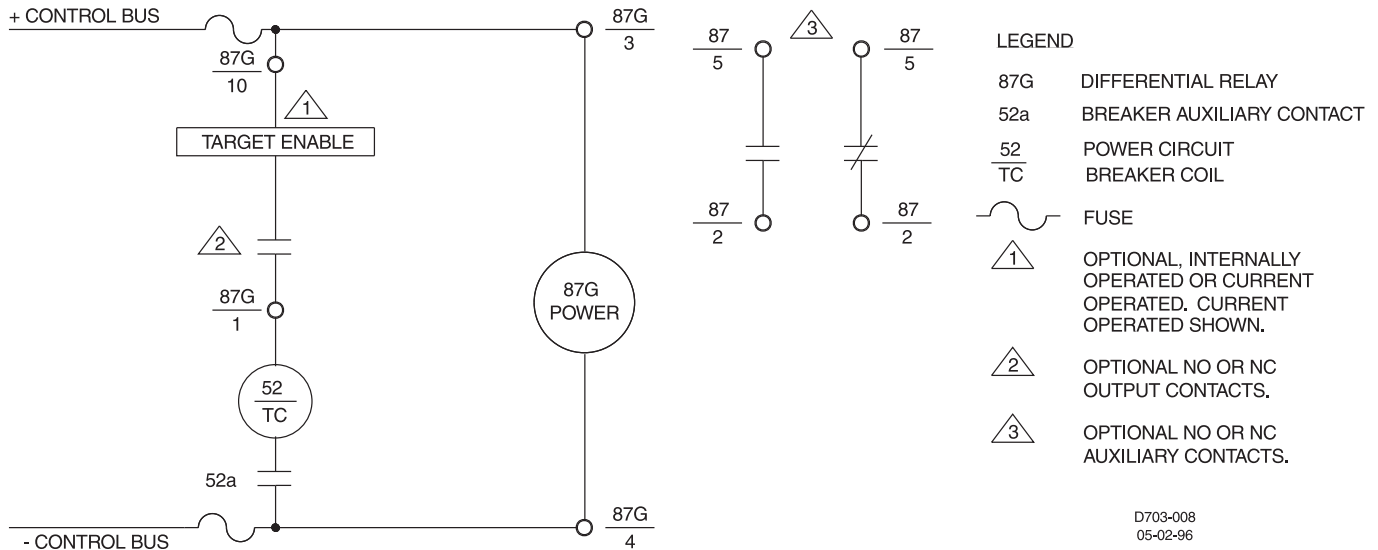 + CONTROL BUS
87G
3
87G
10
1
TARGET ENABLE
2
87G
1
52
TC
52a
- CONTROL BUS
87G
POWER
87G
4
87
5
3
87
5
87
2
87
2
LEGEND
87G DIFFERENTIAL RELAY
52a BREAKER AUXILIARY CONTACT
52 POWER CIRCUIT
TC BREAKER COIL
FUSE
1 OPTIONAL, INTERNALLY
OPERATED OR CURRENT
OPERATED. CURRENT
OPERATED SHOWN.
2 OPTIONAL NO OR NC
OUTPUT CONTACTS.
3 OPTIONAL NO OR NC
AUXILIARY CONTACTS.
D703-008
05-02-96